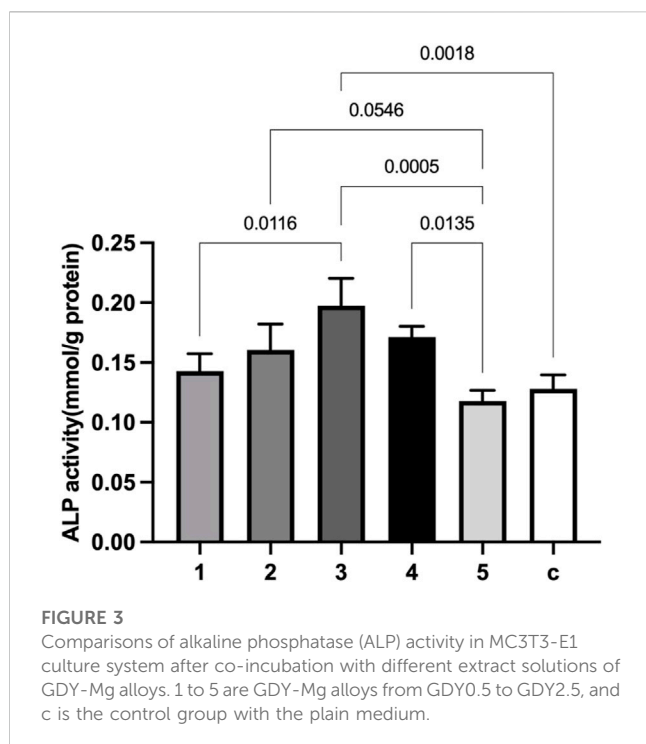 0.0018
0.0546
0.0005
0.0116
0.0135
ALP activity(mmol/g protein)
0.25
0.20
0.15
0.10
0.05
0.00
1 2 3 4 5 c
FIGURE 3
Comparisons of alkaline phosphatase (ALP) activity in MC3T3-E1
culture system after co-incubation with different extract solutions of
GDY-Mg alloys. 1 to 5 are GDY-Mg alloys from GDY0.5 to GDY2.5, and
c is the control group with the plain medium.